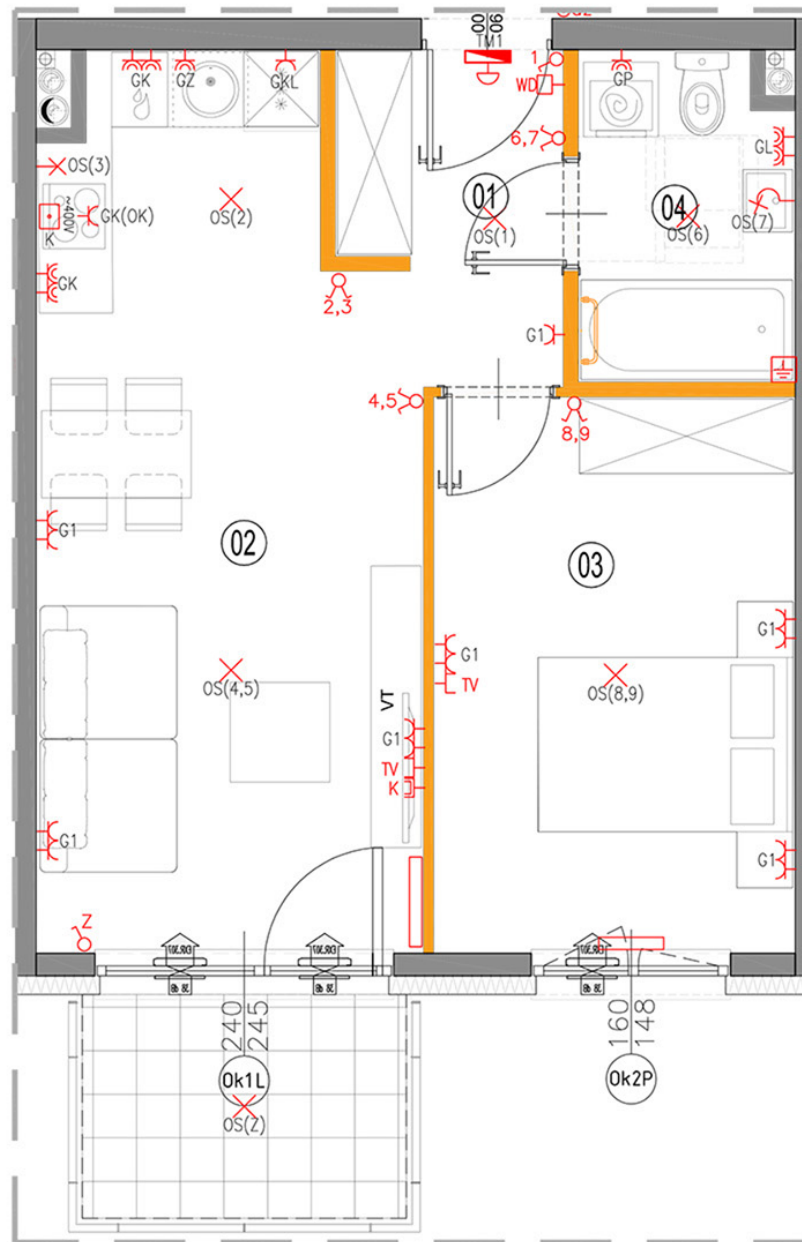 TM1
GK
GZ
GKL
1
WD
GP
6,7
GL
OS(3)
~400V
K
GK(OK)
OS(2)
01
OS(1)
04
OS(6)
OS(7)
GK
2,3
G1
4,5
8,9
G1
02
03
G1
G1
TV
OS(4,5)
OS(8,9)
VT
G1
TV
K
G1
G1
Z
240
245
160
148
Ok1L
Ok2P
OS(Z)